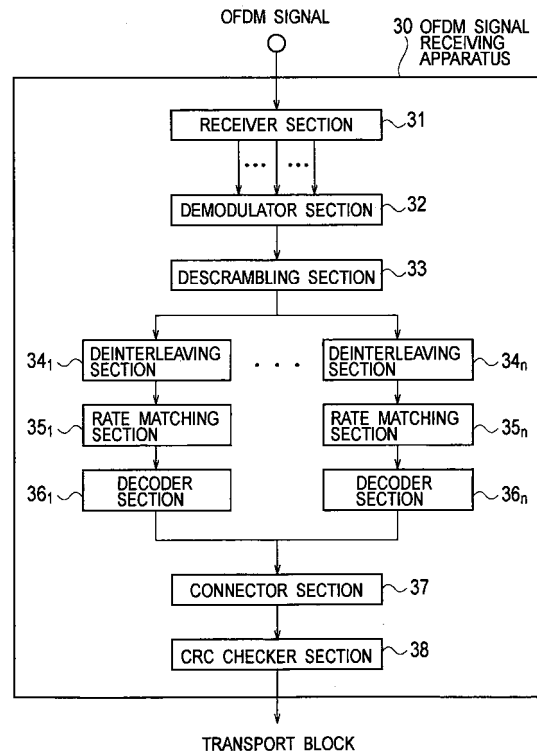 OFDM SIGNAL
30 OFDM SIGNAL
RECEIVING
APPARATUS
RECEIVER SECTION
31
... ...
DEMODULATOR SECTION
32
DESCRAMBLING SECTION
33
34₁
DEINTERLEAVING
SECTION
. . .
DEINTERLEAVING
SECTION
34ₙ
35₁
RATE MATCHING
SECTION
RATE MATCHING
SECTION
35ₙ
36₁
DECODER
SECTION
DECODER
SECTION
36ₙ
CONNECTOR SECTION
37
CRC CHECKER SECTION
38
TRANSPORT BLOCK